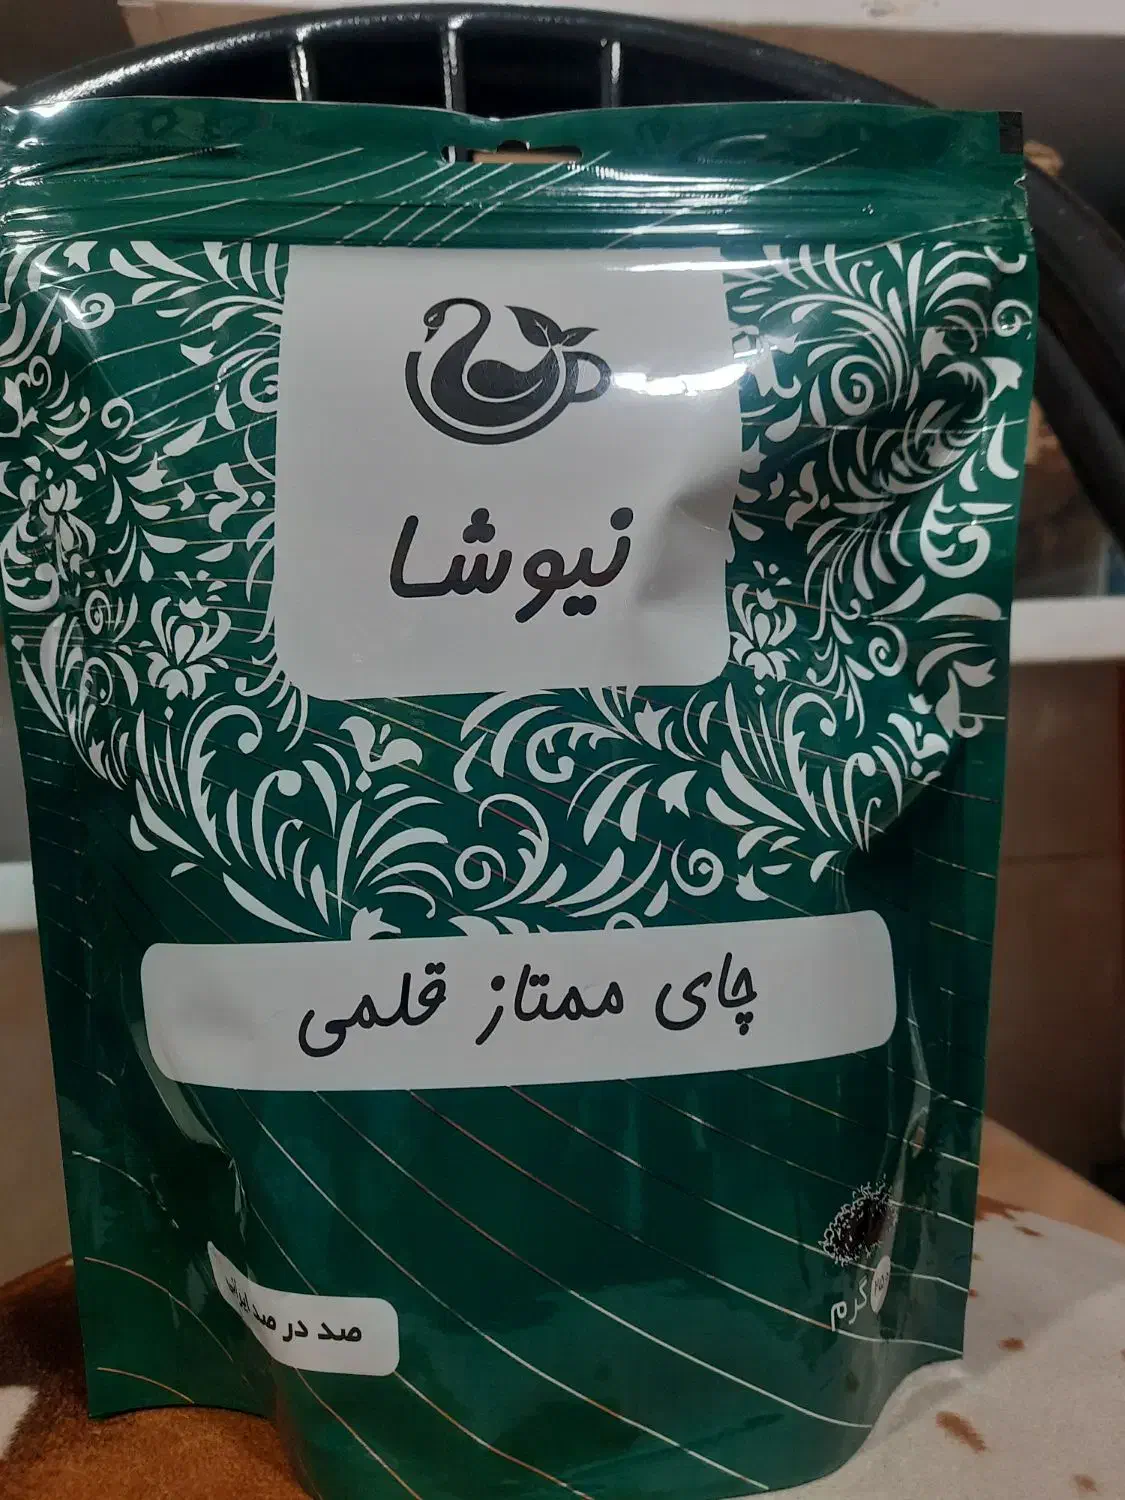 نیوشا
چای ممتاز قلمی
صد در صد ایرانی
گرم